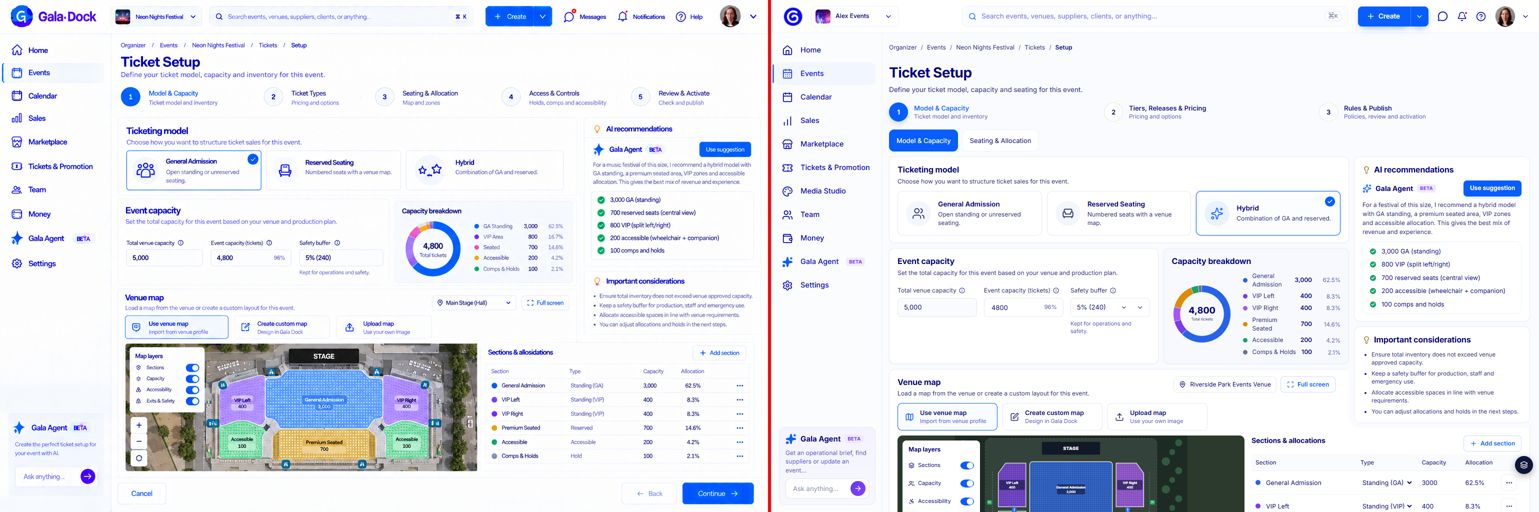 Gala·Dock
Neon Nights Festival
Search events, venues, suppliers, clients, or anything...
⌘ K
+ Create
Messages
Notifications
Help
Home
Events
Calendar
Sales
Marketplace
Tickets & Promotion
Team
Money
Gala Agent BETA
Settings
Gala Agent BETA
Create the perfect ticket setup for
your event with AI.
Ask anything...
Organizer / Events / Neon Nights Festival / Tickets / Setup
Ticket Setup
Define your ticket model, capacity and inventory for this event.
1 Model & Capacity
Ticket model and inventory
2 Ticket Types
Pricing and options
3 Seating & Allocation
Map and zones
4 Access & Controls
Holds, comps and accessibility
5 Review & Activate
Check and publish
Ticketing model
Choose how you want to structure ticket sales for this event.
General Admission
Open standing or unreserved
seating.
Reserved Seating
Numbered seats with a venue map.
Hybrid
Combination of GA and reserved.
Event capacity
Set the total capacity for this event based on your venue and production plan.
Total venue capacity
5,000
Event capacity (tickets)
4,800 96%
Safety buffer
5% (240)
Kept for operations and safety.
Capacity breakdown
4,800
Total tickets
GA Standing 3,000 62.5%
VIP Area 800 16.7%
Seated 700 14.6%
Accessible 200 4.2%
Comps & Holds 100 2.1%
AI recommendations
Gala Agent BETA
Use suggestion
For a music festival of this size, I recommend a hybrid model with
GA standing, a premium seated area, VIP zones and accessible
allocation. This gives the best mix of revenue and experience.
3,000 GA (standing)
700 reserved seats (central view)
800 VIP (split left/right)
200 accessible (wheelchair + companion)
100 comps and holds
Important considerations
Ensure total inventory does not exceed venue approved capacity.
Keep a safety buffer for production, staff and emergency use.
Allocate accessible spaces in line with venue requirements.
You can adjust allocations and holds in the next steps.
Venue map
Load a map from the venue or create a custom layout for this event.
Main Stage (Hall)
Full screen
Use venue map
Import from venue profile
Create custom map
Design in Gala Dock
Upload map
Use your own image
Map layers
Sections
Capacity
Accessibility
Exits & Safety
STAGE
VIP Left
400
General Admission
3,000
VIP Right
400
Accessible
100
Premium Seated
700
Accessible
100
Sections & allosidations
+ Add section
Section Type Capacity Allocation
General Admission Standing (GA) 3,000 62.5%
VIP Left Standing (VIP) 400 8.3%
VIP Right Standing (VIP) 400 8.3%
Premium Seated Reserved 700 14.6%
Accessible Accessible 200 4.2%
Comps & Holds Hold 100 2.1%
Cancel
← Back
Continue →
Alex Events
Search events, venues, suppliers, clients, or anything...
⌘K
+ Create
Home
Events
Calendar
Sales
Marketplace
Tickets & Promotion
Media Studio
Team
Money
Gala Agent BETA
Settings
Gala Agent BETA
Get an operational brief, find
suppliers or update an
event...
Ask anything...
Organizer / Events / Neon Nights Festival / Tickets / Setup
Ticket Setup
Define your ticket model, capacity and seating for this event.
1 Model & Capacity
Ticket model and inventory
2 Tiers, Releases & Pricing
Pricing and options
3 Rules & Publish
Policies, review and activation
Model & Capacity
Seating & Allocation
Ticketing model
Choose how you want to structure ticket sales for this event.
General Admission
Open standing or unreserved
seating.
Reserved Seating
Numbered seats with a venue
map.
Hybrid
Combination of GA and reserved.
Event capacity
Set the total capacity for this event based on your venue and production plan.
Total venue capacity
5,000
Event capacity (tickets)
4800 96%
Safety buffer
5% (240)
Kept for operations and
safety.
Capacity breakdown
4,800
Total tickets
General
Admission 3,000 62.5%
VIP Left 400 8.3%
VIP Right 400 8.3%
Premium
Seated 700 14.6%
Accessible 200 4.2%
Comps & Holds 100 2.1%
AI recommendations
Gala Agent BETA
Use suggestion
For a festival of this size, I recommend a hybrid model
with GA standing, a premium seated area, VIP zones
and accessible allocation. This gives the best mix of
revenue and experience.
3,000 GA (standing)
800 VIP (split left/right)
700 reserved seats (central view)
200 accessible (wheelchair + companion)
100 comps and holds
Important considerations
Ensure total inventory does not exceed venue
approved capacity.
Keep a safety buffer for production, staff and
emergency use.
Allocate accessible spaces in line with venue
requirements.
You can adjust allocations and holds in the next steps.
Venue map
Load a map from the venue or create a custom layout for this event.
Riverside Park Events Venue
Full screen
Use venue map
Import from venue profile
Create custom map
Design in Gala Dock
Upload map
Use your own image
Map layers
Sections
Capacity
Accessibility
STAGE
VIP Left
400
General Admission
3,000
VIP Right
400
Sections & allocations
+ Add section
Section Type Capacity Allocation
General Admission Standing (GA) 3000 62.5%
VIP Left Standing (VIP) 400 8.3%